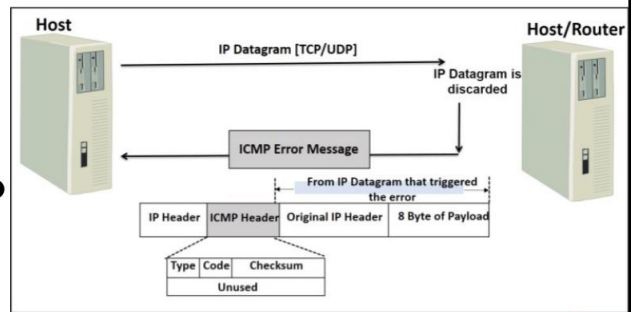 Host
Host/Router
IP Datagram [TCP/UDP]
IP Datagram is
discarded
ICMP Error Message
From IP Datagram that triggered
the error
IP Header ICMP Header Original IP Header 8 Byte of Payload
Type Code Checksum
Unused